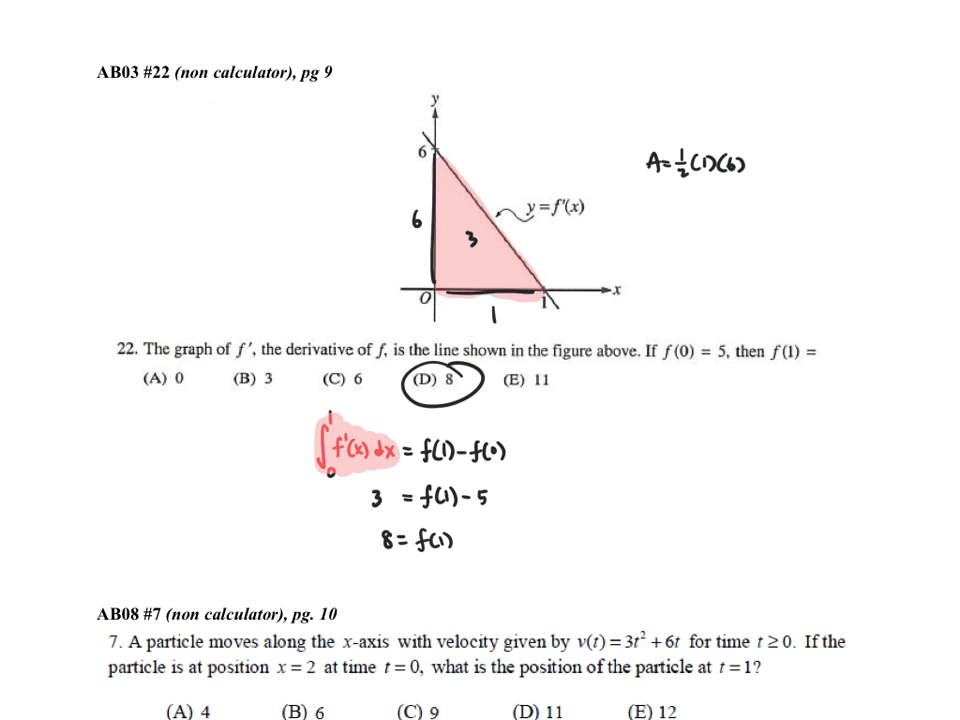 AB03 #22 (non calculator), pg 9
y
6
A=½(1)(6)
y = f'(x)
6
3
O
1
x
1
22. The graph of f ′, the derivative of f, is the line shown in the figure above. If f(0) = 5, then f(1) =
(A) 0 (B) 3 (C) 6 (D) 8 (E) 11
∫₀¹ f'(x) dx = f(1)-f(0)
3 = f(1)-5
8 = f(1)
AB08 #7 (non calculator), pg. 10
7. A particle moves along the x-axis with velocity given by v(t) = 3t² + 6t for time t ≥ 0. If the
particle is at position x = 2 at time t = 0, what is the position of the particle at t = 1?
(A) 4 (B) 6 (C) 9 (D) 11 (E) 12